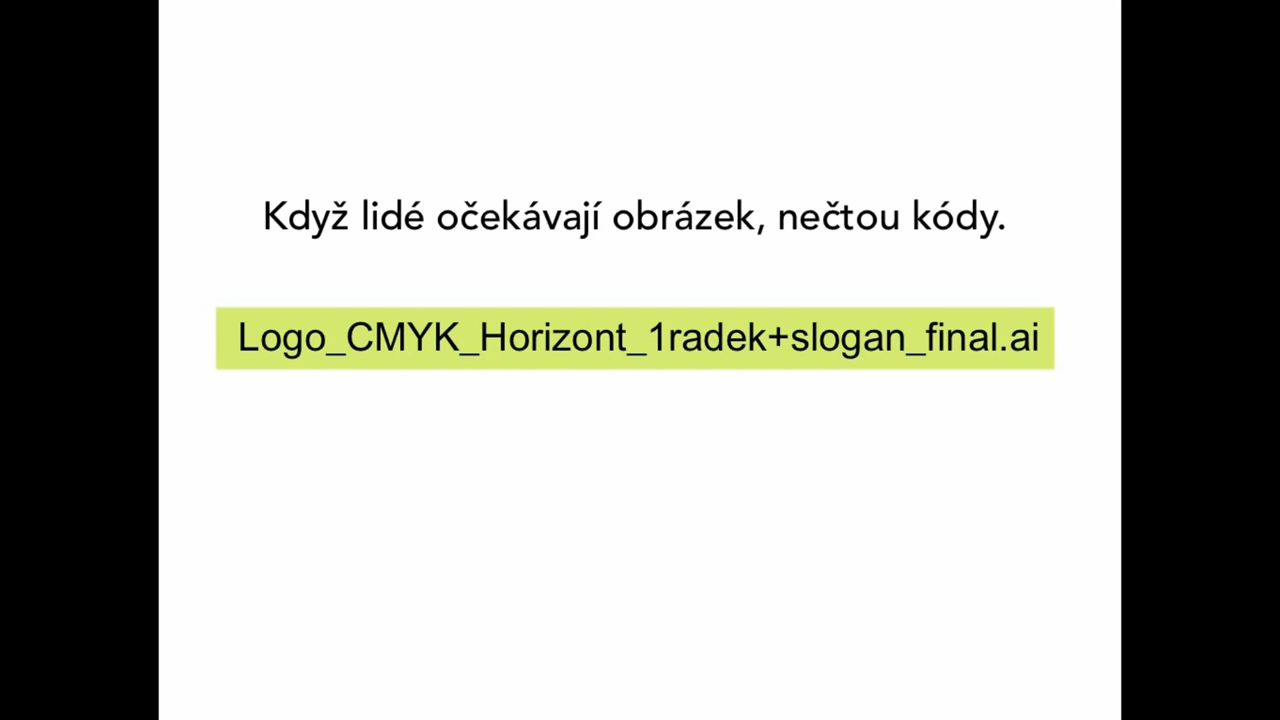 Když lidé očekávají obrázek, nečtou kódy.
Logo_CMYK_Horizont_1radek+slogan_final.ai